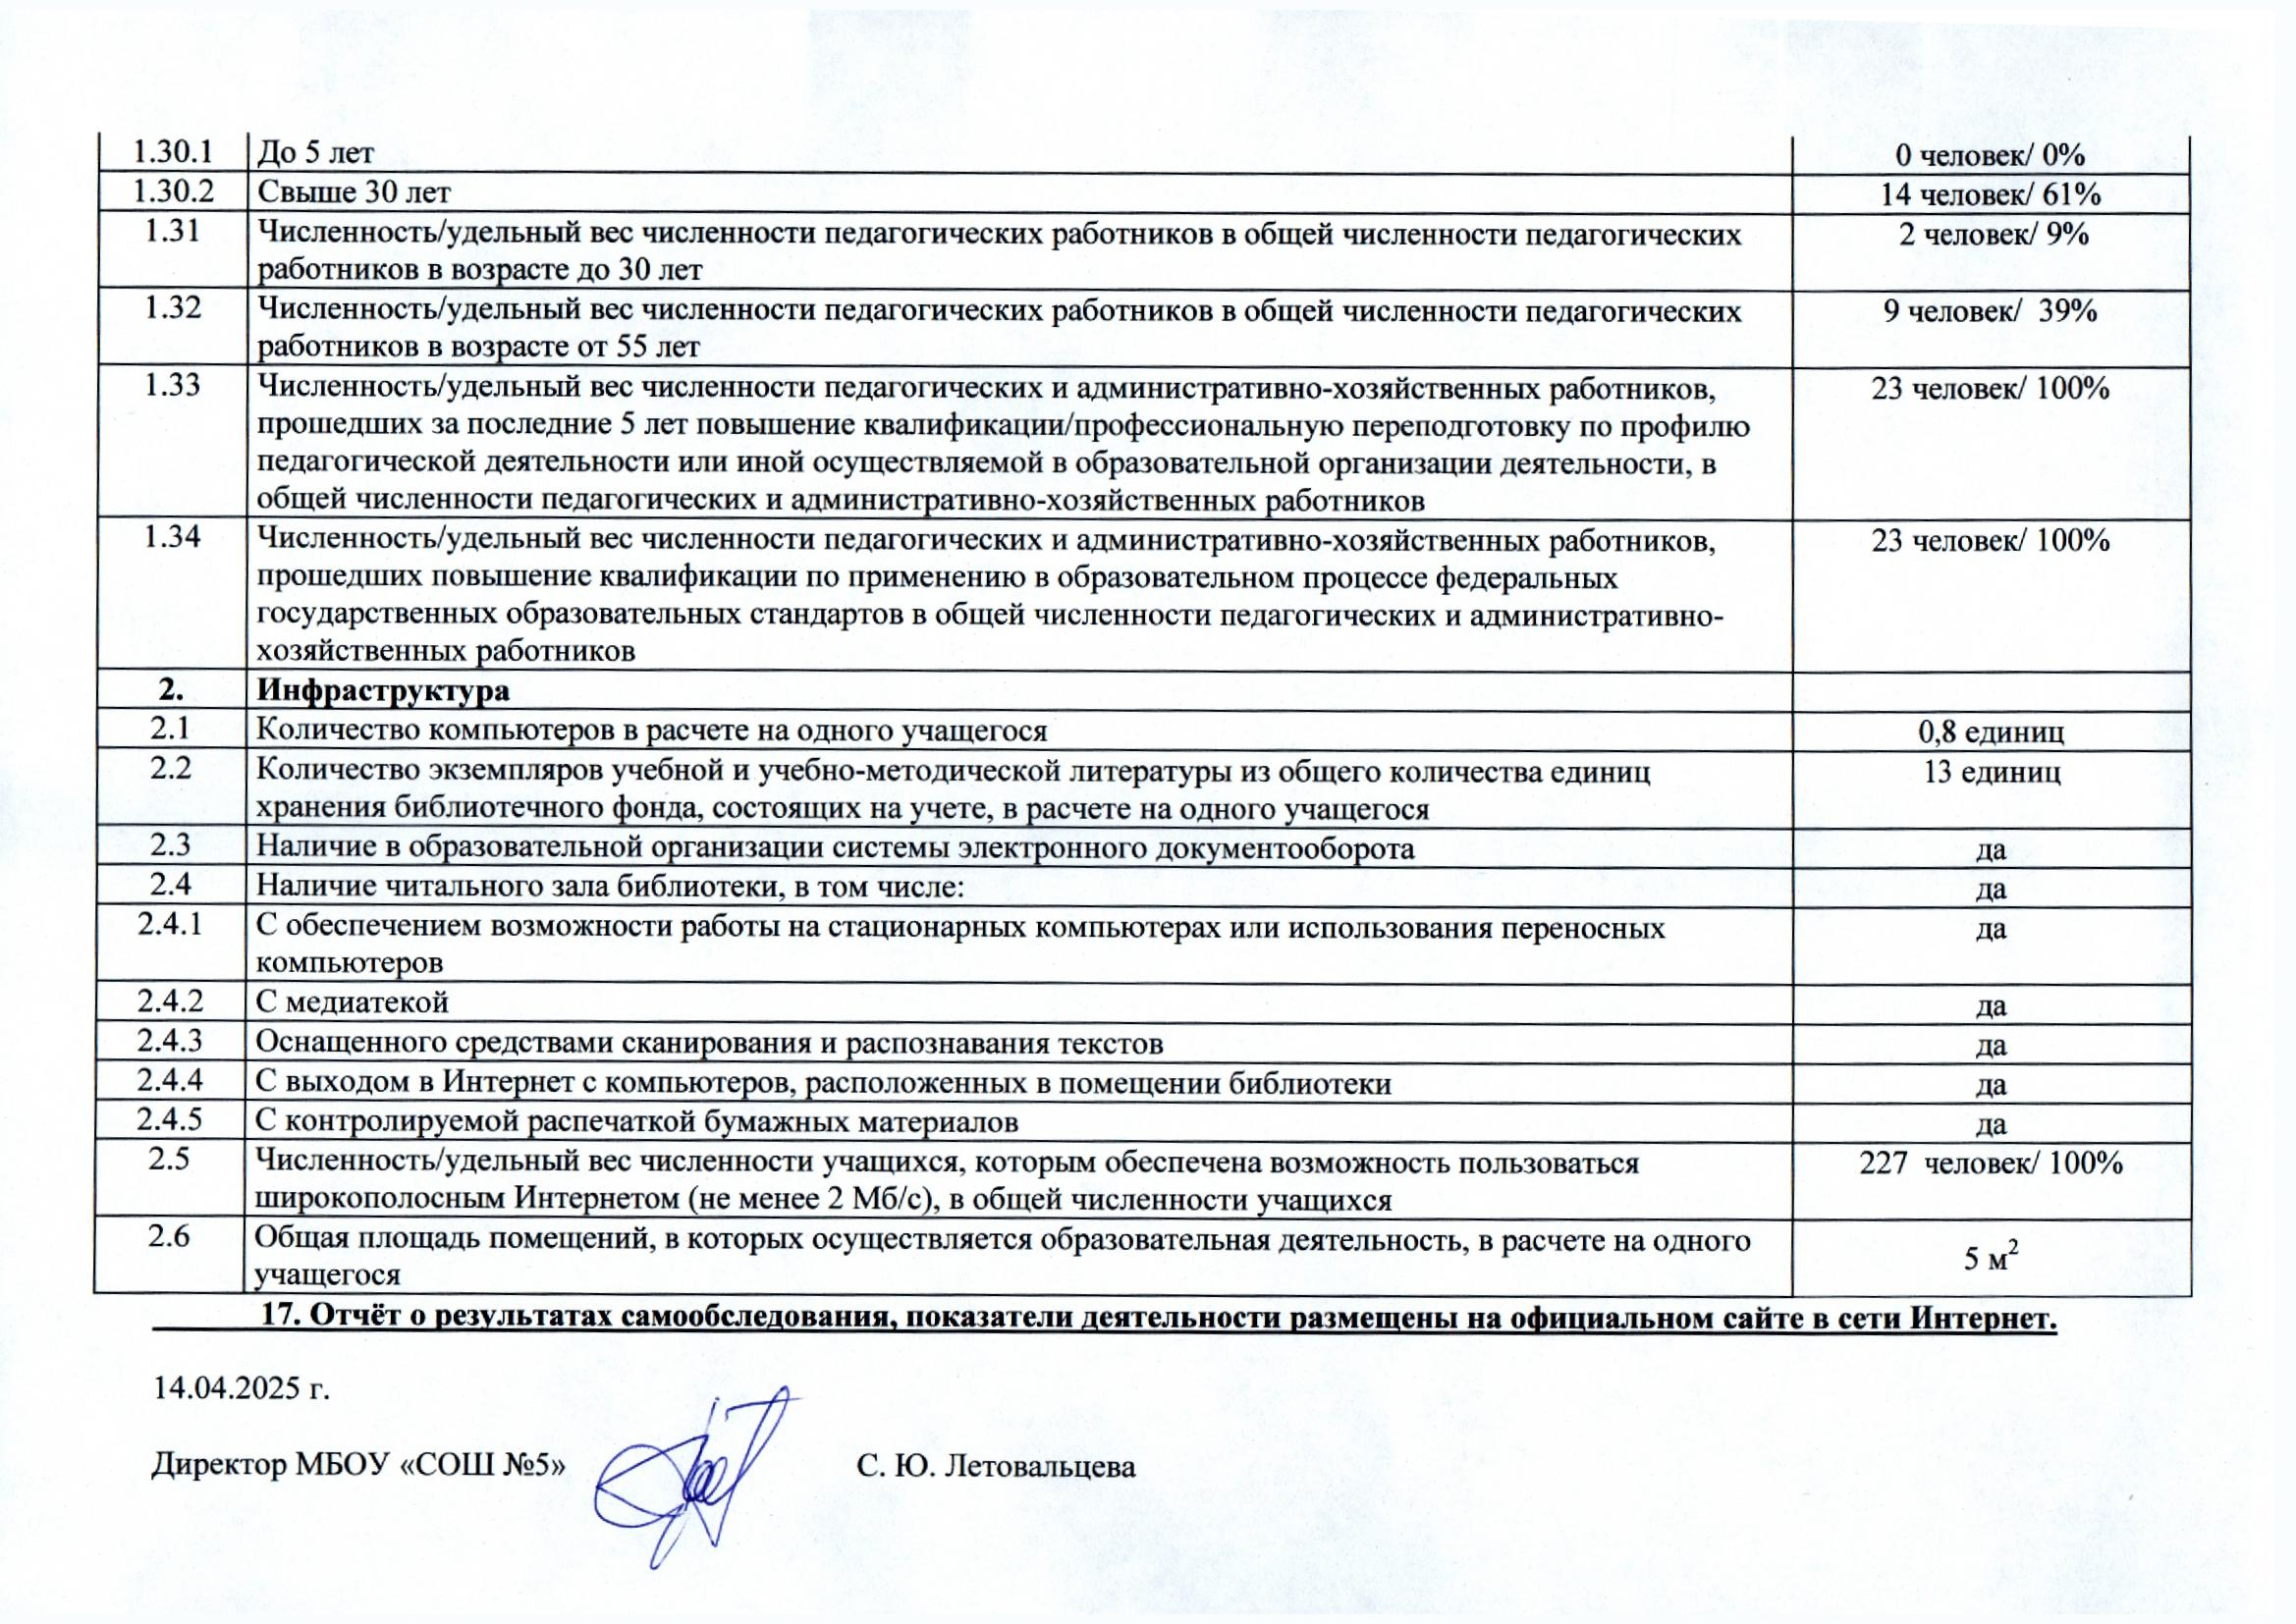 1.30.1 До 5 лет 0 человек/ 0%
1.30.2 Свыше 30 лет 14 человек/ 61%
1.31 Численность/удельный вес численности педагогических работников в общей численности педагогических 2 человек/ 9%
работников в возрасте до 30 лет
1.32 Численность/удельный вес численности педагогических работников в общей численности педагогических 9 человек/ 39%
работников в возрасте от 55 лет
1.33 Численность/удельный вес численности педагогических и административно-хозяйственных работников, 23 человек/ 100%
прошедших за последние 5 лет повышение квалификации/профессиональную переподготовку по профилю
педагогической деятельности или иной осуществляемой в образовательной организации деятельности, в
общей численности педагогических и административно-хозяйственных работников
1.34 Численность/удельный вес численности педагогических и административно-хозяйственных работников, 23 человек/ 100%
прошедших повышение квалификации по применению в образовательном процессе федеральных
государственных образовательных стандартов в общей численности педагогических и административно-
хозяйственных работников
2. Инфраструктура
2.1 Количество компьютеров в расчете на одного учащегося 0,8 единиц
2.2 Количество экземпляров учебной и учебно-методической литературы из общего количества единиц 13 единиц
хранения библиотечного фонда, состоящих на учете, в расчете на одного учащегося
2.3 Наличие в образовательной организации системы электронного документооборота да
2.4 Наличие читального зала библиотеки, в том числе: да
2.4.1 С обеспечением возможности работы на стационарных компьютерах или использования переносных да
компьютеров
2.4.2 С медиатекой да
2.4.3 Оснащенного средствами сканирования и распознавания текстов да
2.4.4 С выходом в Интернет с компьютеров, расположенных в помещении библиотеки да
2.4.5 С контролируемой распечаткой бумажных материалов да
2.5 Численность/удельный вес численности учащихся, которым обеспечена возможность пользоваться 227 человек/ 100%
широкополосным Интернетом (не менее 2 Мб/с), в общей численности учащихся
2.6 Общая площадь помещений, в которых осуществляется образовательная деятельность, в расчете на одного 5 м²
учащегося
17. Отчёт о результатах самообследования, показатели деятельности размещены на официальном сайте в сети Интернет.
14.04.2025 г.
Директор МБОУ «СОШ №5» С. Ю. Летовальцева